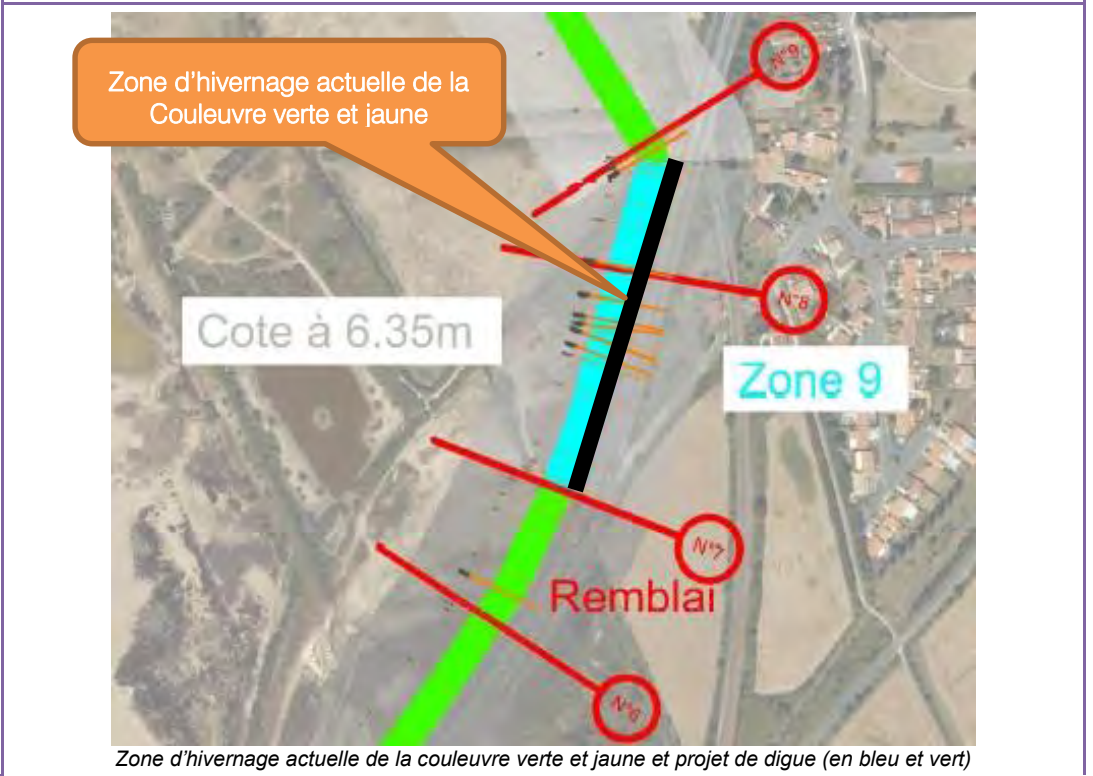 Zone d'hivernage actuelle de la
Couleuvre verte et jaune
N°9
N°8
Cote à 6.35m
Zone 9
N°7
Remblai
N°6
Zone d'hivernage actuelle de la couleuvre verte et jaune et projet de digue (en bleu et vert)